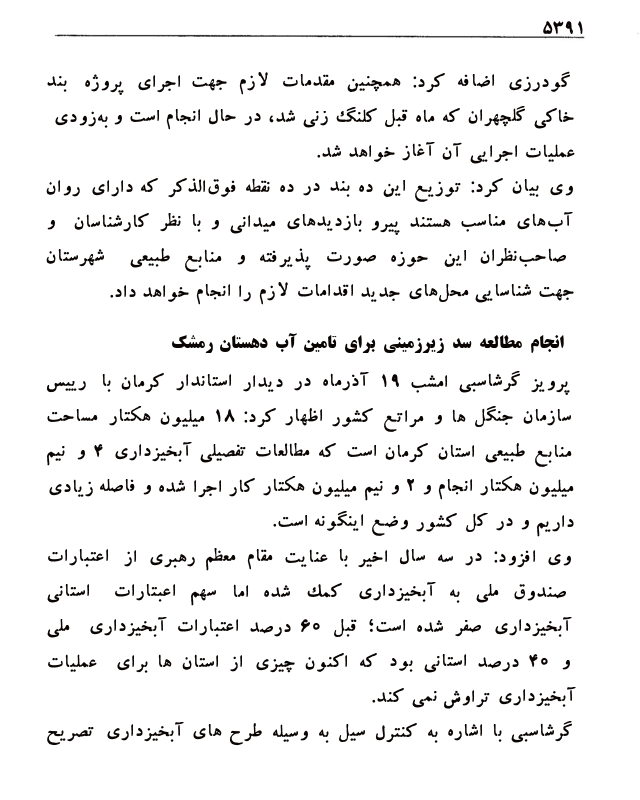 ۵۳۹۱
گودرزی اضافه کرد: همچنین مقدمات لازم جهت اجرای پروژه بند
خاکی گلچهران که ماه قبل کلنگ زنی شد، در حال انجام است و به‌زودی
عملیات اجرایی آن آغاز خواهد شد.
وی بیان کرد: توزیع این ده بند در ده نقطه فوق‌الذکر که دارای روان
آب‌های مناسب هستند پیرو بازدیدهای میدانی و با نظر کارشناسان و
صاحب‌نظران این حوزه صورت پذیرفته و منابع طبیعی شهرستان
جهت شناسایی محل‌های جدید اقدامات لازم را انجام خواهد داد.
انجام مطالعه سد زیرزمینی برای تامین آب دهستان رمشک
پرویز گرشاسبی امشب ۱۹ آذرماه در دیدار استاندار کرمان با رییس
سازمان جنگل ها و مراتع کشور اظهار کرد: ۱۸ میلیون هکتار مساحت
منابع طبیعی استان کرمان است که مطالعات تفصیلی آبخیزداری ۴ و نیم
میلیون هکتار انجام و ۲ و نیم میلیون هکتار کار اجرا شده و فاصله زیادی
داریم و در کل کشور وضع اینگونه است.
وی افزود: در سه سال اخیر با عنایت مقام معظم رهبری از اعتبارات
صندوق ملی به آبخیزداری کمک شده اما سهم اعبتارات استانی
آبخیزداری صفر شده است؛ قبل ۶۰ درصد اعتبارات آبخیزداری ملی
و ۴۰ درصد استانی بود که اکنون چیزی از استان ها برای عملیات
آبخیزداری تراوش نمی کند.
گرشاسبی با اشاره به کنترل سیل به وسیله طرح های آبخیزداری تصریح